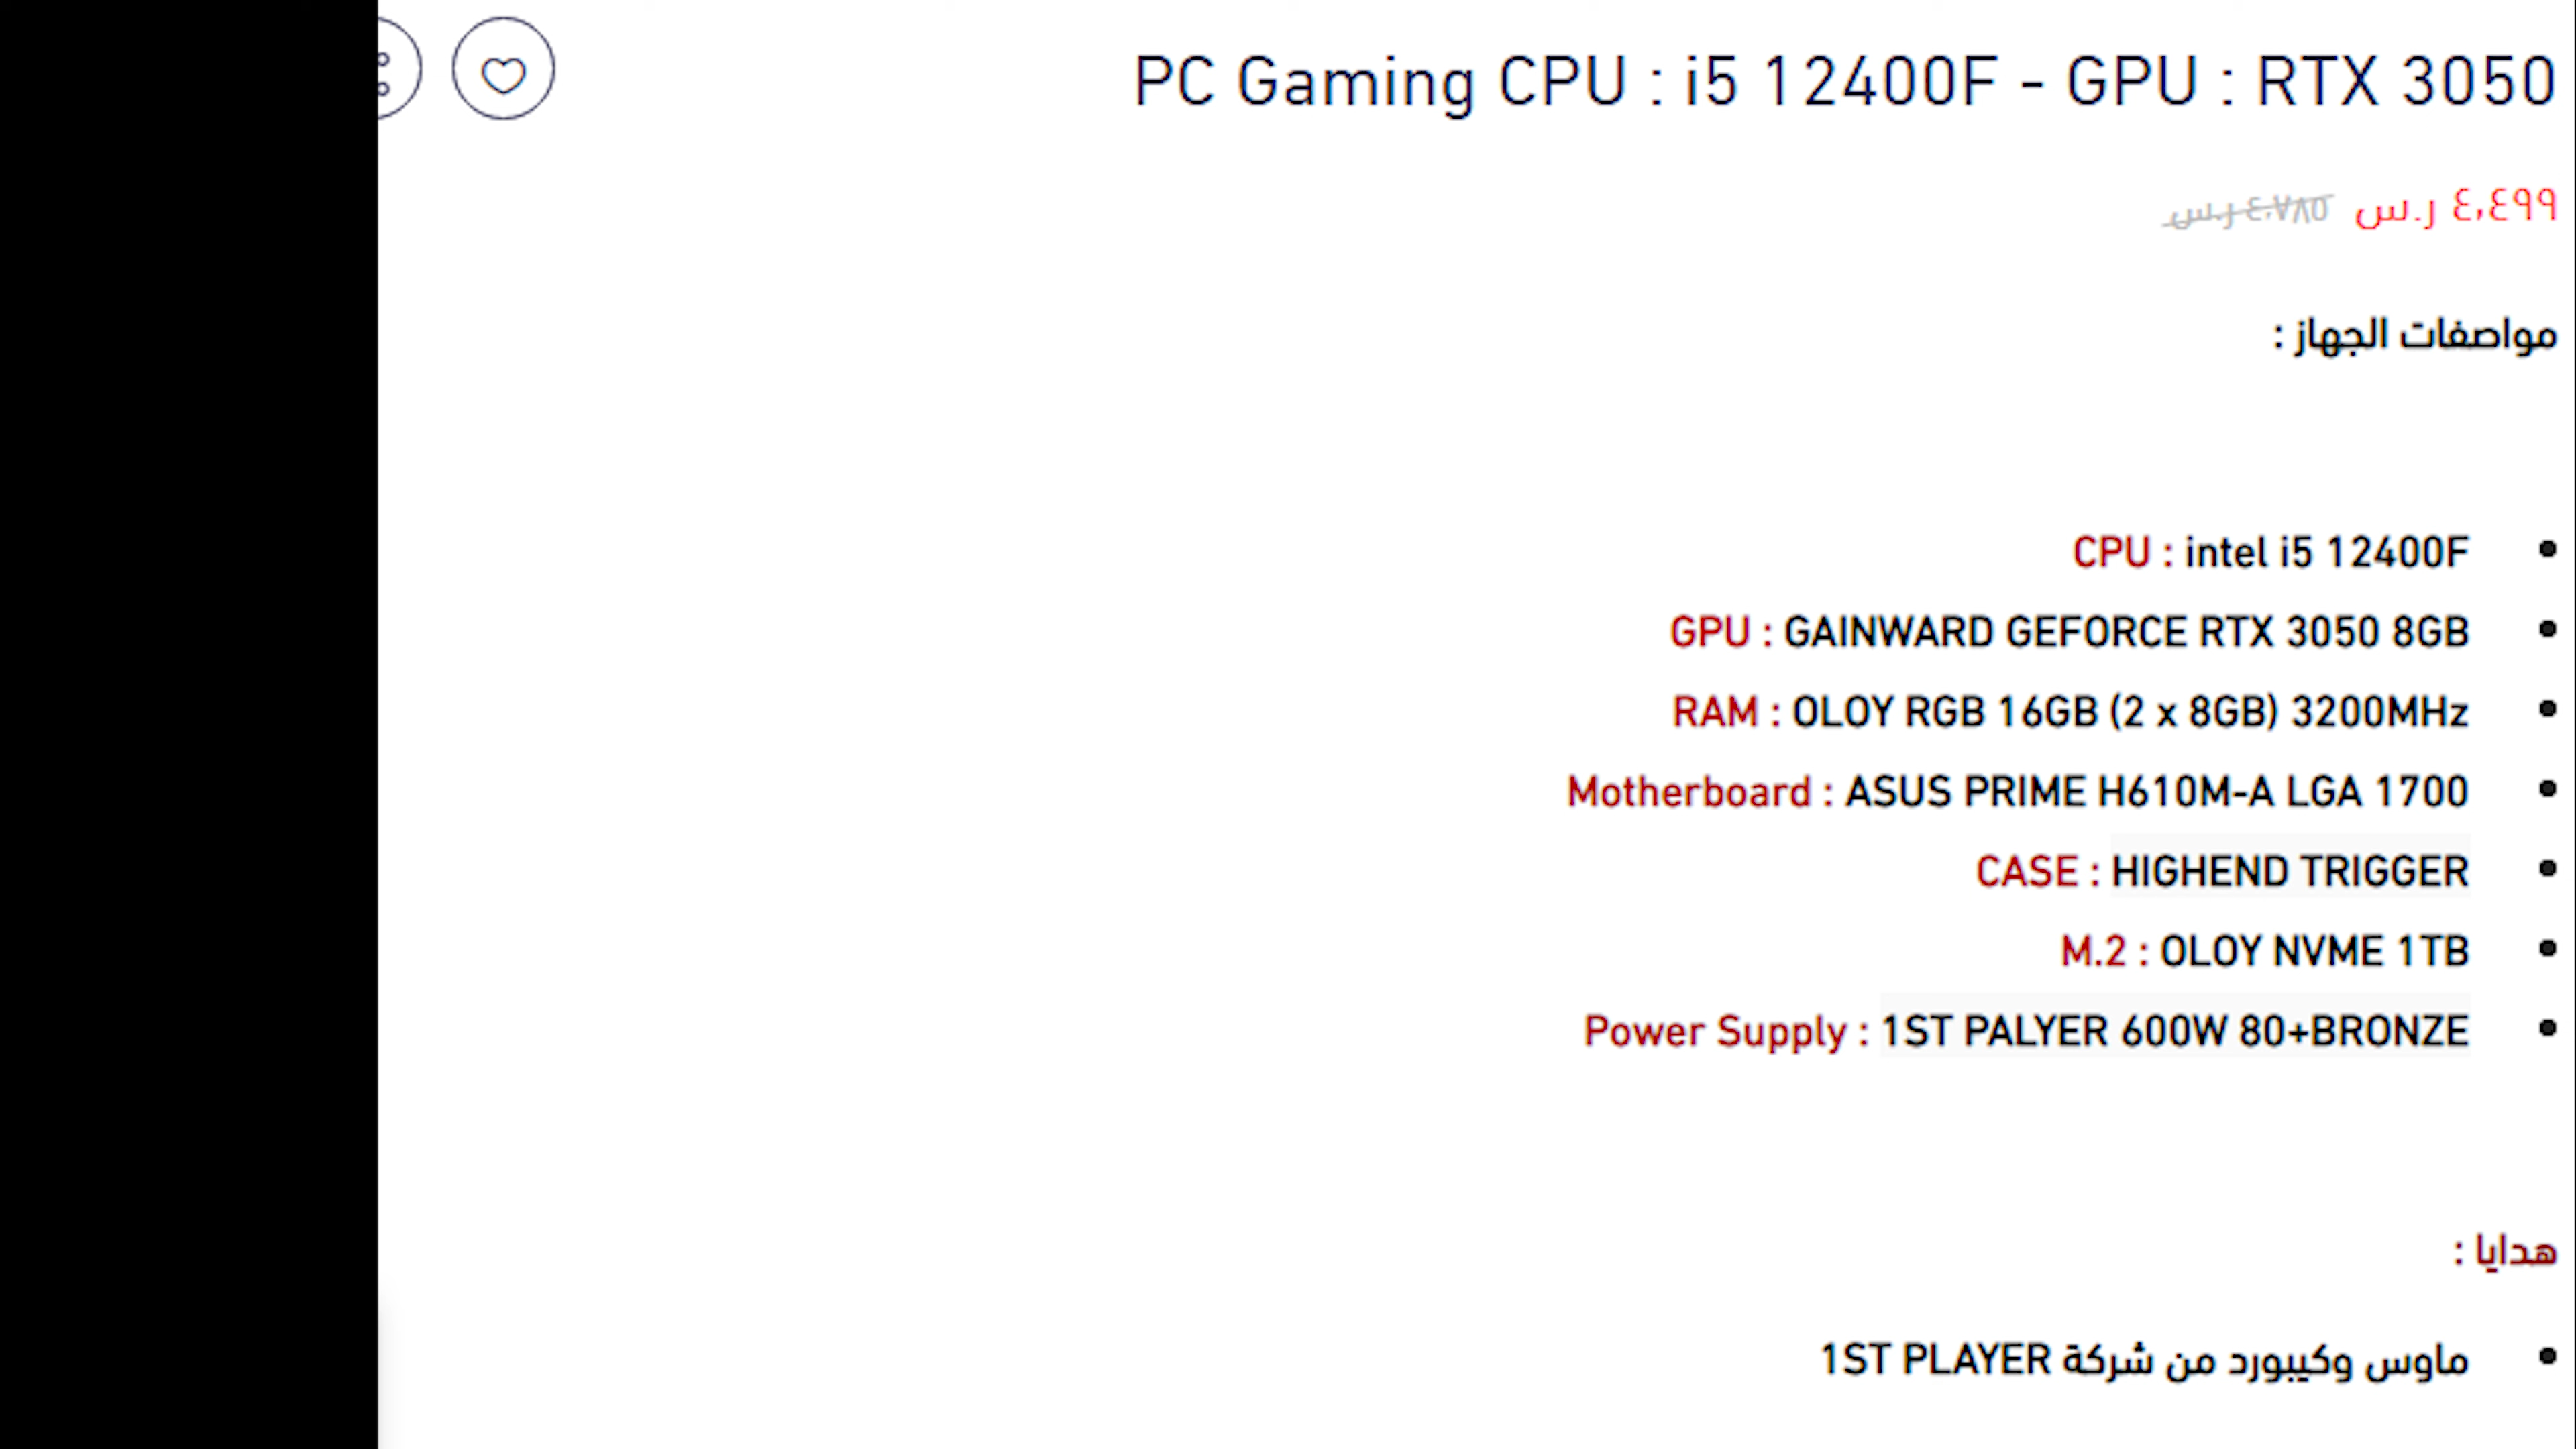 PC Gaming CPU : i5 12400F - GPU : RTX 3050
٤,٤٩٩ ر.س ٤,٧٨٥ ر.س
مواصفات الجهاز :
CPU : intel i5 12400F
GPU : GAINWARD GEFORCE RTX 3050 8GB
RAM : OLOY RGB 16GB (2 x 8GB) 3200MHz
Motherboard : ASUS PRIME H610M-A LGA 1700
CASE : HIGHEND TRIGGER
M.2 : OLOY NVME 1TB
Power Supply : 1ST PALYER 600W 80+BRONZE
هدايا :
ماوس وكيبورد من شركة 1ST PLAYER